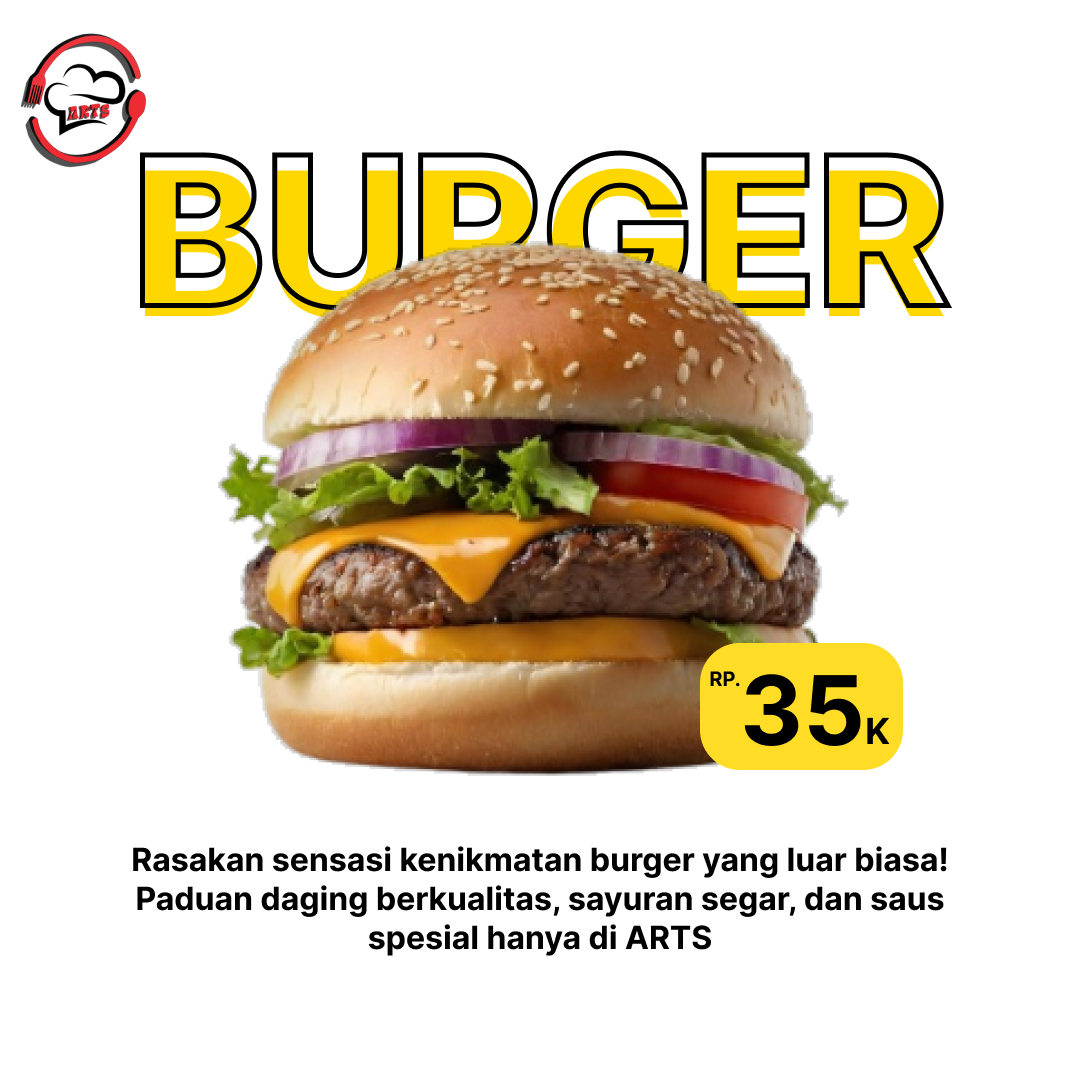 ARTS
BURGER
RP. 35K
Rasakan sensasi kenikmatan burger yang luar biasa!
Paduan daging berkualitas, sayuran segar, dan saus
spesial hanya di ARTS